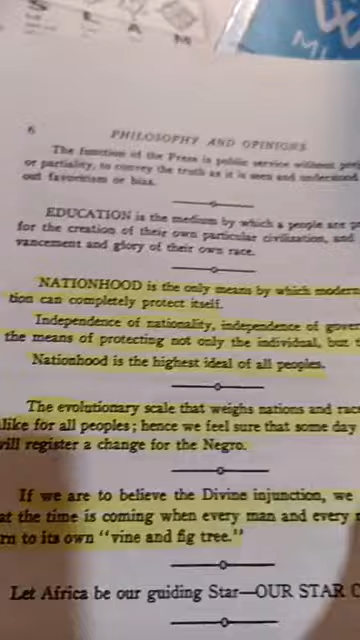 S L A M
6
PHILOSOPHY AND OPINIONS
The function of the Press is public service without
or partiality, to convey the truth as it is seen and understood
out favoritism or bias.
EDUCATION is the medium by which a people are
for the creation of their own particular civilization, and
vancement and glory of their own race.
NATIONHOOD is the only means by which modern
tion can completely protect itself.
Independence of nationality, independence of
the means of protecting not only the individual, but
Nationhood is the highest ideal of all peoples.
The evolutionary scale that weighs nations and
alike for all peoples; hence we feel sure that some day
will register a change for the Negro.
If we are to believe the Divine injunction, we
at the time is coming when every man and every
rn to its own "vine and fig tree."
Let Africa be our guiding Star—OUR STAR